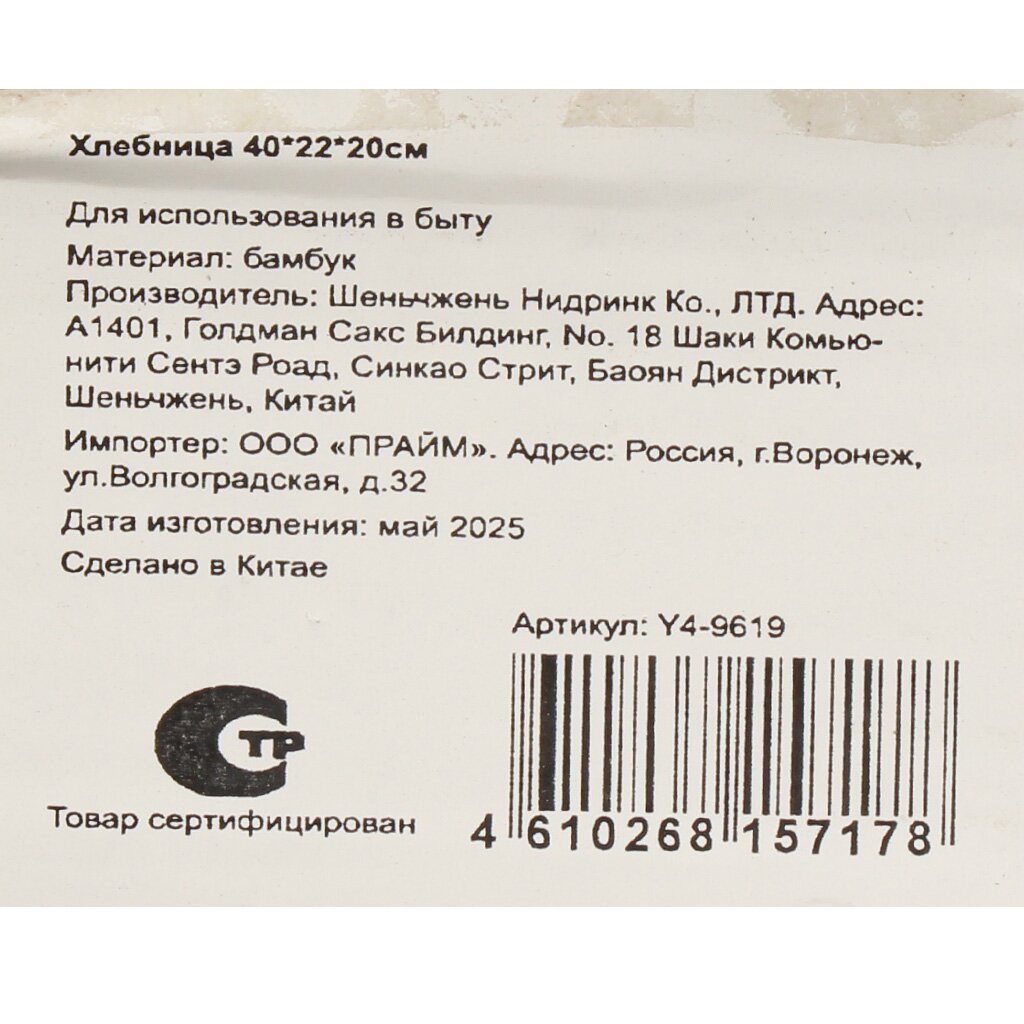 Хлебница 40*22*20см
Для использования в быту
Материал: бамбук
Производитель: Шеньчжень Нидринк Ко., ЛТД. Адрес:
А1401, Голдман Сакс Билдинг, No. 18 Шаки Комью-
нити Сентэ Роад, Синкао Стрит, Баоян Дистрикт,
Шеньчжень, Китай
Импортер: ООО «ПРАЙМ». Адрес: Россия, г.Воронеж,
ул.Волгоградская, д.32
Дата изготовления: май 2025
Сделано в Китае
Артикул: Y4-9619
СТР
Товар сертифицирован
4 610268 157178